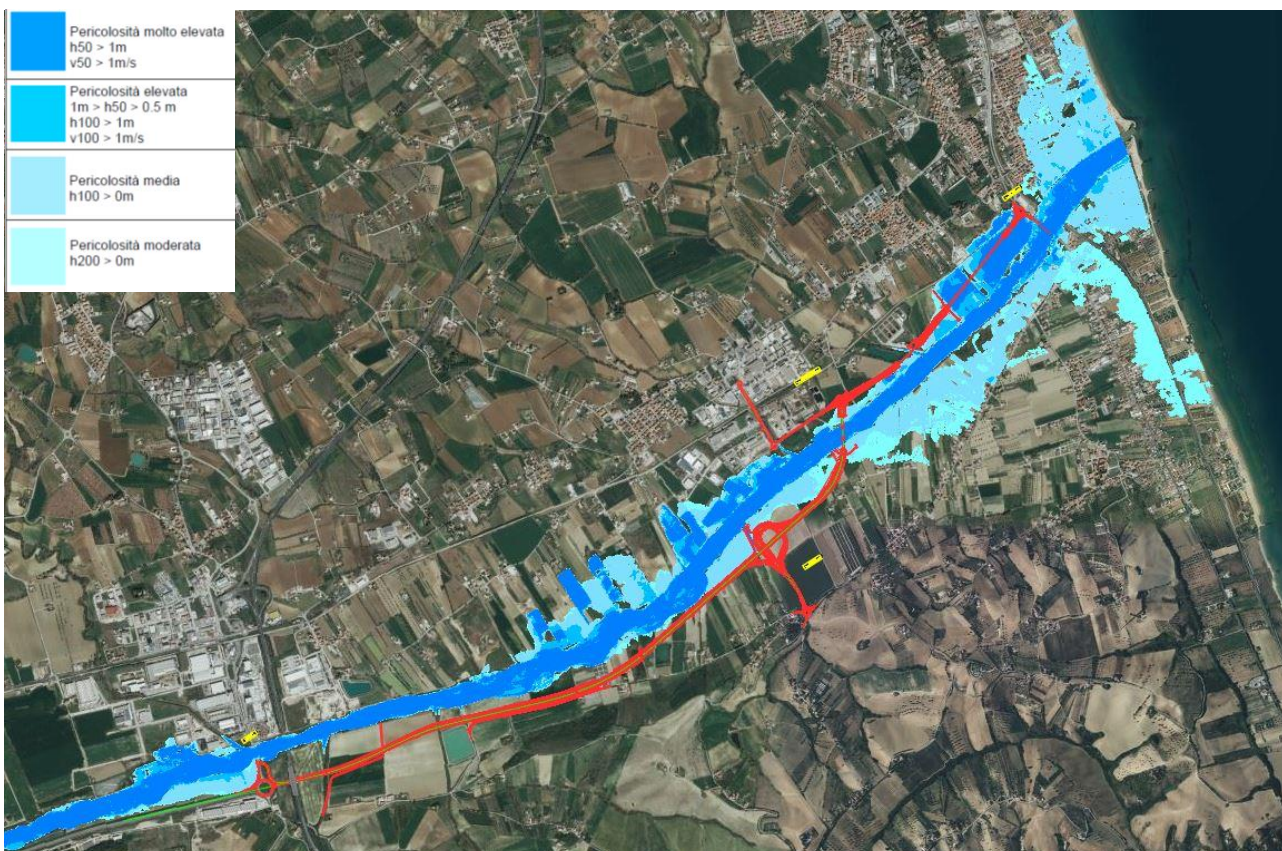 Pericolosità molto elevata
h50 > 1m
v50 > 1m/s
Pericolosità elevata
1m > h50 > 0.5 m
h100 > 1m
v100 > 1m/s
Pericolosità media
h100 > 0m
Pericolosità moderata
h200 > 0m